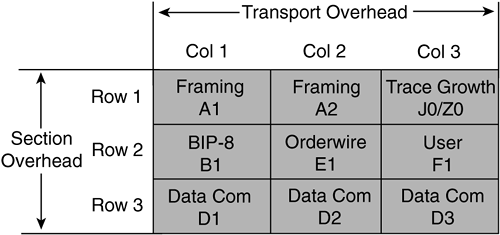 Transport Overhead
Col 1 Col 2 Col 3
Section Overhead
Row 1
Framing A1
Framing A2
Trace Growth J0/Z0
Row 2
BIP-8 B1
Orderwire E1
User F1
Row 3
Data Com D1
Data Com D2
Data Com D3